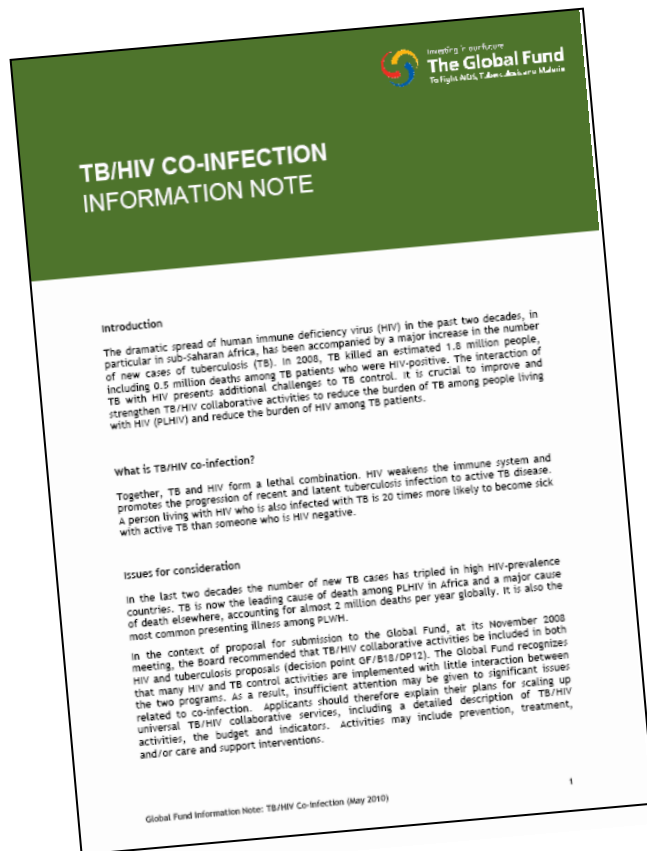 Investing in our future
The Global Fund
To Fight AIDS, Tuberculosis and Malaria
TB/HIV CO-INFECTION
INFORMATION NOTE
Introduction
The dramatic spread of human immune deficiency virus (HIV) in the past two decades, in
particular in sub-Saharan Africa, has been accompanied by a major increase in the number
of new cases of tuberculosis (TB). In 2008, TB killed an estimated 1.8 million people,
including 0.5 million deaths among TB patients who were HIV-positive. The interaction of
TB with HIV presents additional challenges to TB control. It is crucial to improve and
strengthen TB/HIV collaborative activities to reduce the burden of TB among people living
with HIV (PLHIV) and reduce the burden of HIV among TB patients.
What is TB/HIV co-infection?
Together, TB and HIV form a lethal combination. HIV weakens the immune system and
promotes the progression of recent and latent tuberculosis infection to active TB disease.
A person living with HIV who is also infected with TB is 20 times more likely to become sick
with active TB than someone who is HIV negative.
Issues for consideration
In the last two decades the number of new TB cases has tripled in high HIV-prevalence
countries. TB is now the leading cause of death among PLHIV in Africa and a major cause
of death elsewhere, accounting for almost 2 million deaths per year globally. It is also the
most common presenting illness among PLWH.
In the context of proposal for submission to the Global Fund, at its November 2008
meeting, the Board recommended that TB/HIV collaborative activities be included in both
HIV and tuberculosis proposals (decision point GF/B18/DP12). The Global Fund recognizes
that many HIV and TB control activities are implemented with little interaction between
the two programs. As a result, insufficient attention may be given to significant issues
related to co-infection. Applicants should therefore explain their plans for scaling up
universal TB/HIV collaborative services, including a detailed description of TB/HIV
activities, the budget and indicators. Activities may include prevention, treatment,
and/or care and support interventions.
1
Global Fund Information Note: TB/HIV Co-Infection (May 2010)